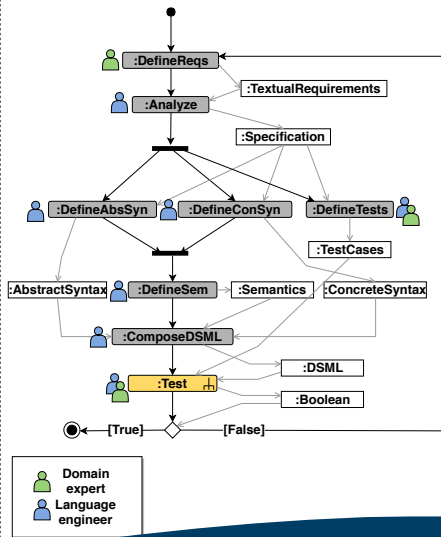 :DefineReqs
:TextualRequirements
:Analyze
:Specification
:DefineAbsSyn
:DefineConSyn
:DefineTests
:TestCases
:AbstractSyntax
:DefineSem
:Semantics
:ConcreteSyntax
:ComposeDSML
:DSML
:Test
:Boolean
[True]
[False]
Domain
expert
Language
engineer